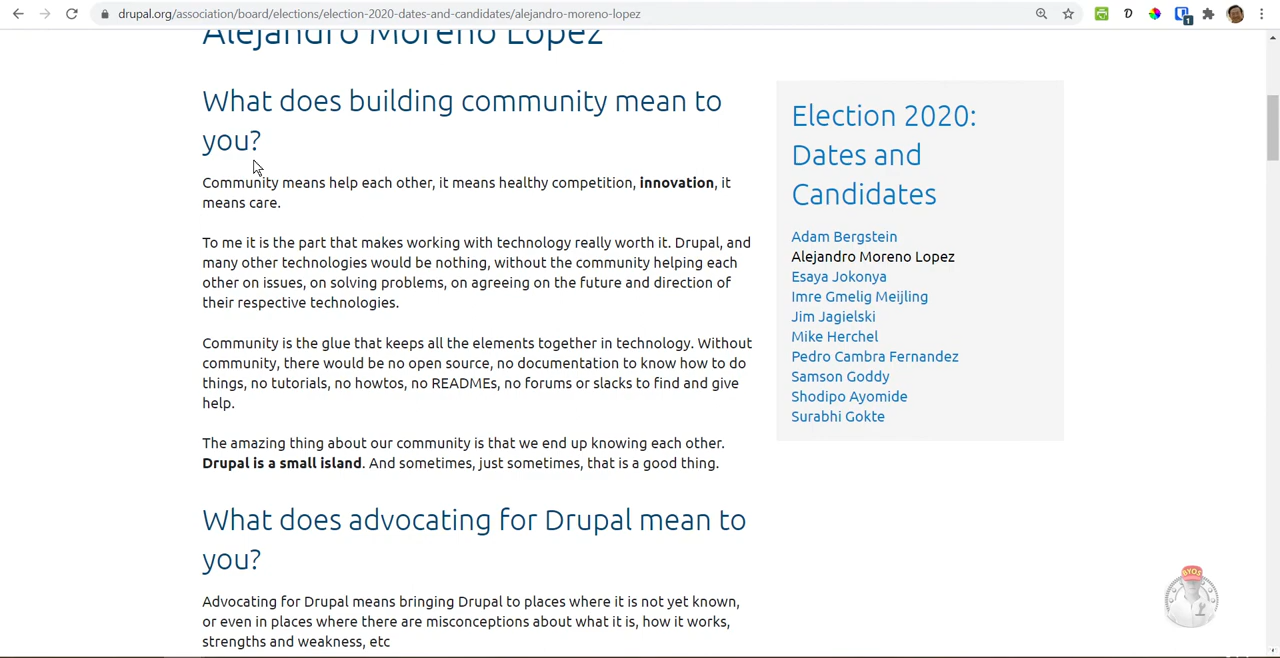 drupal.org/association/board/elections/election-2020-dates-and-candidates/alejandro-moreno-lopez
Alejandro Moreno Lopez
What does building community mean to
you?
Community means help each other, it means healthy competition, innovation, it
means care.
To me it is the part that makes working with technology really worth it. Drupal, and
many other technologies would be nothing, without the community helping each
other on issues, on solving problems, on agreeing on the future and direction of
their respective technologies.
Community is the glue that keeps all the elements together in technology. Without
community, there would be no open source, no documentation to know how to do
things, no tutorials, no howtos, no READMEs, no forums or slacks to find and give
help.
The amazing thing about our community is that we end up knowing each other.
Drupal is a small island. And sometimes, just sometimes, that is a good thing.
What does advocating for Drupal mean to
you?
Advocating for Drupal means bringing Drupal to places where it is not yet known,
or even in places where there are misconceptions about what it is, how it works,
strengths and weakness, etc
Election 2020:
Dates and
Candidates
Adam Bergstein
Alejandro Moreno Lopez
Esaya Jokonya
Imre Gmelig Meijling
Jim Jagielski
Mike Herchel
Pedro Cambra Fernandez
Samson Goddy
Shodipo Ayomide
Surabhi Gokte
BYOS